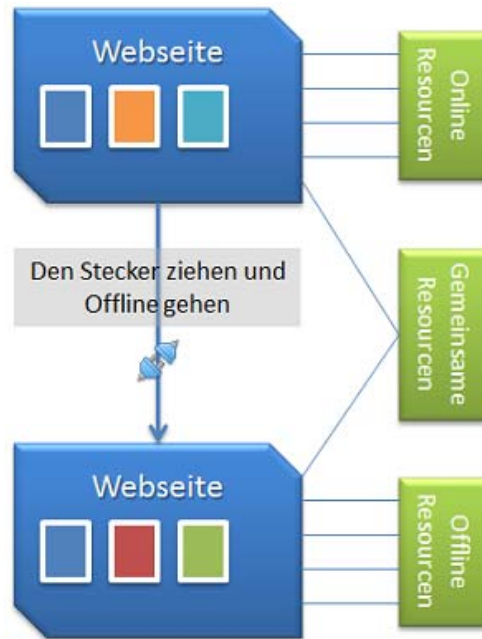 Webseite
Online
Resourcen
Den Stecker ziehen und
Offline gehen
Gemeinsame
Resourcen
Webseite
Offline
Resourcen